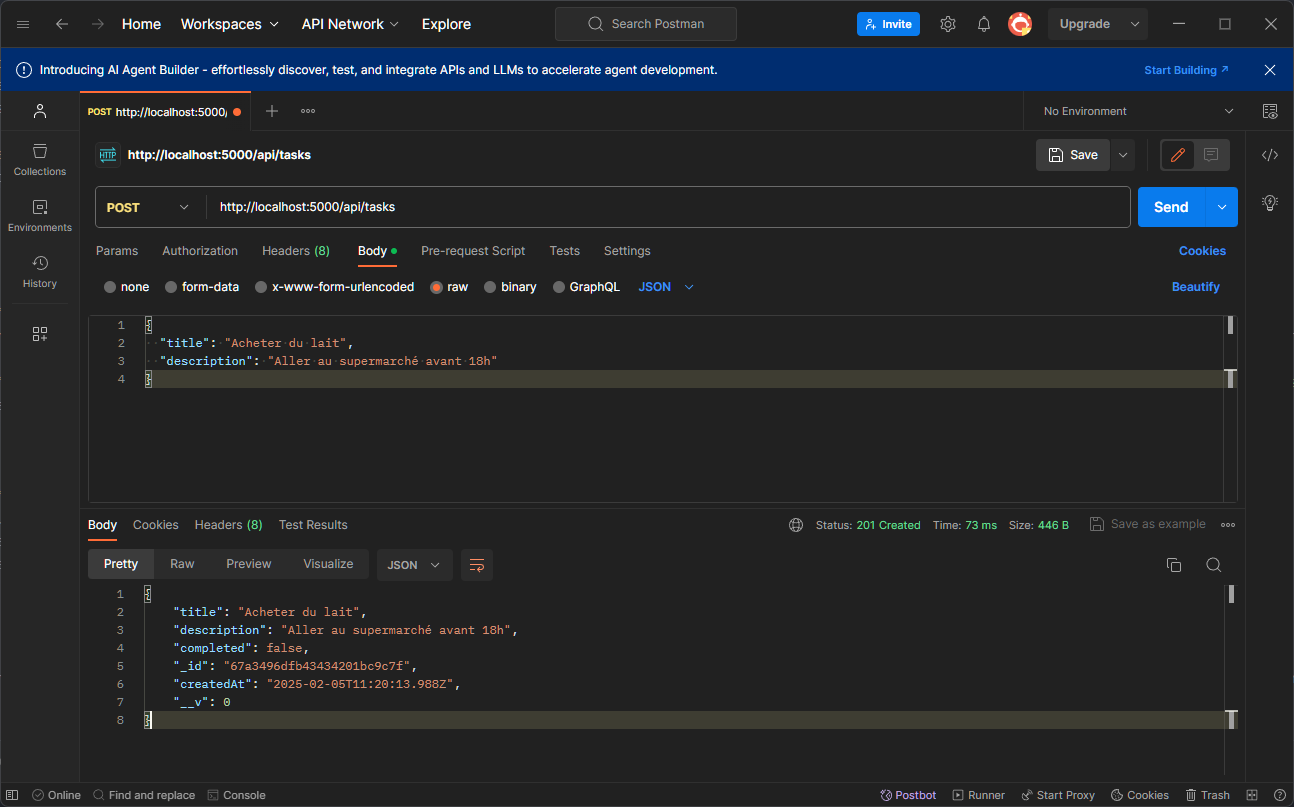 Home Workspaces API Network Explore Search Postman Invite Upgrade
Introducing AI Agent Builder - effortlessly discover, test, and integrate APIs and LLMs to accelerate agent development. Start Building
POST http://localhost:5000/ No Environment
HTTP http://localhost:5000/api/tasks Save
Collections
Environments
History
POST http://localhost:5000/api/tasks Send
Params Authorization Headers (8) Body Pre-request Script Tests Settings Cookies
none form-data x-www-form-urlencoded raw binary GraphQL JSON Beautify
1 {
2 "title": "Acheter du lait",
3 "description": "Aller au supermarché avant 18h"
4 }
Body Cookies Headers (8) Test Results Status: 201 Created Time: 73 ms Size: 446 B Save as example
Pretty Raw Preview Visualize JSON
1 {
2 "title": "Acheter du lait",
3 "description": "Aller au supermarché avant 18h",
4 "completed": false,
5 "_id": "67a3496dfb43434201bc9c7f",
6 "createdAt": "2025-02-05T11:20:13.988Z",
7 "__v": 0
8 }
Online Find and replace Console Postbot Runner Start Proxy Cookies Trash